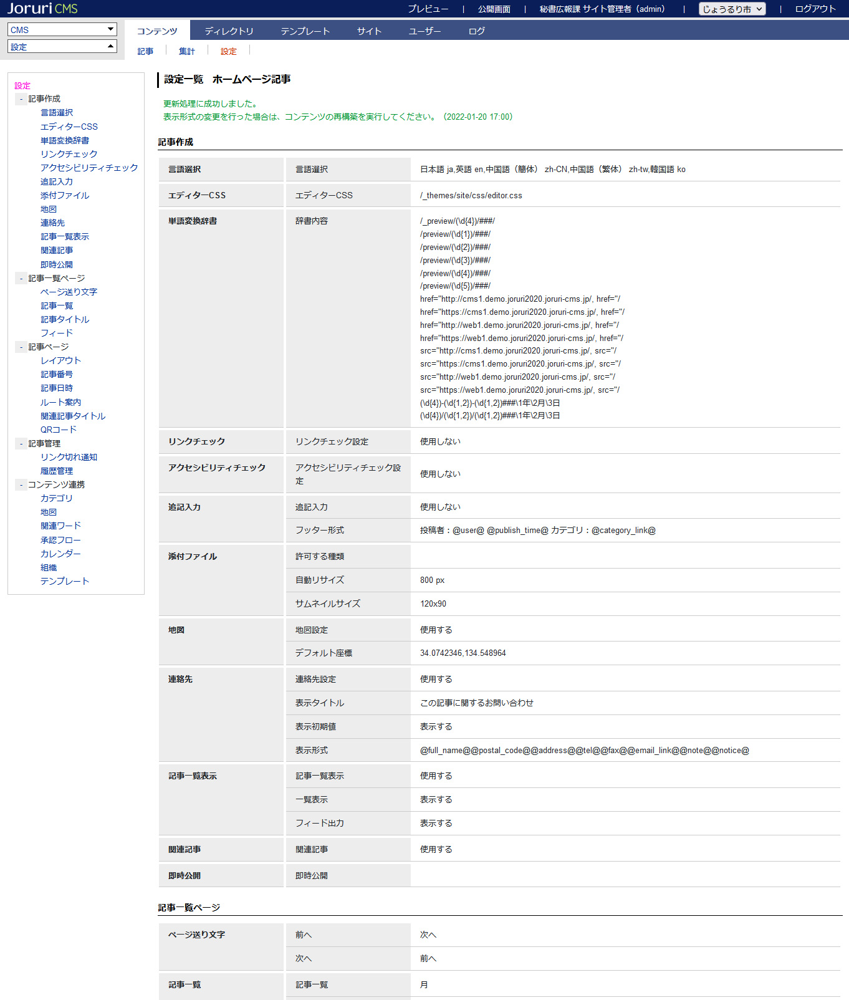 Joruri CMS
プレビュー | 公開画面 | 秘書広報課 サイト管理者（admin） | じょうるり市 | ログアウト
CMS
設定
コンテンツ ディレクトリ テンプレート サイト ユーザー ログ
記事 集計 設定
設定
- 記事作成
言語選択
エディターCSS
単語変換辞書
リンクチェック
アクセシビリティチェック
追記入力
添付ファイル
地図
連絡先
記事一覧表示
関連記事
即時公開
- 記事一覧ページ
ページ送り文字
記事一覧
記事タイトル
フィード
- 記事ページ
レイアウト
記事番号
記事日時
ルート案内
関連記事タイトル
QRコード
- 記事管理
リンク切れ通知
履歴管理
- コンテンツ連携
カテゴリ
地図
関連ワード
承認フロー
カレンダー
組織
テンプレート
設定一覧　ホームページ記事
更新処理に成功しました。
表示形式の変更を行った場合は、コンテンツの再構築を実行してください。（2022-01-20 17:00）
記事作成
言語選択 言語選択 日本語 ja,英語 en,中国語（簡体） zh-CN,中国語（繁体） zh-tw,韓国語 ko
エディターCSS エディターCSS /_themes/site/css/editor.css
単語変換辞書 辞書内容 /_preview/(\d{4})/###/
/preview/(\d{1})/###/
/preview/(\d{2})/###/
/preview/(\d{3})/###/
/preview/(\d{4})/###/
/preview/(\d{5})/###/
href="http://cms1.demo.joruri2020.joruri-cms.jp/, href="/
href="https://cms1.demo.joruri2020.joruri-cms.jp/, href="/
href="http://web1.demo.joruri2020.joruri-cms.jp/, href="/
href="https://web1.demo.joruri2020.joruri-cms.jp/, href="/
src="http://cms1.demo.joruri2020.joruri-cms.jp/, src="/
src="https://cms1.demo.joruri2020.joruri-cms.jp/, src="/
src="http://web1.demo.joruri2020.joruri-cms.jp/, src="/
src="https://web1.demo.joruri2020.joruri-cms.jp/, src="/
(\d{4})-(\d{1,2})-(\d{1,2})###\1年\2月\3日
(\d{4})/(\d{1,2})/(\d{1,2})###\1年\2月\3日
リンクチェック リンクチェック設定 使用しない
アクセシビリティチェック アクセシビリティチェック設定 使用しない
追記入力 追記入力 使用しない
フッター形式 投稿者：@user@ @publish_time@ カテゴリ：@category_link@
添付ファイル 許可する種類
自動リサイズ 800 px
サムネイルサイズ 120x90
地図 地図設定 使用する
デフォルト座標 34.0742346,134.548964
連絡先 連絡先設定 使用する
表示タイトル この記事に関するお問い合わせ
表示初期値 表示する
表示形式 @full_name@@postal_code@@address@@tel@@fax@@email_link@@note@@notice@
記事一覧表示 記事一覧表示 使用する
一覧表示 表示する
フィード出力 表示する
関連記事 関連記事 使用する
即時公開 即時公開
記事一覧ページ
ページ送り文字 前へ 次へ
次へ 前へ
記事一覧 記事一覧 月